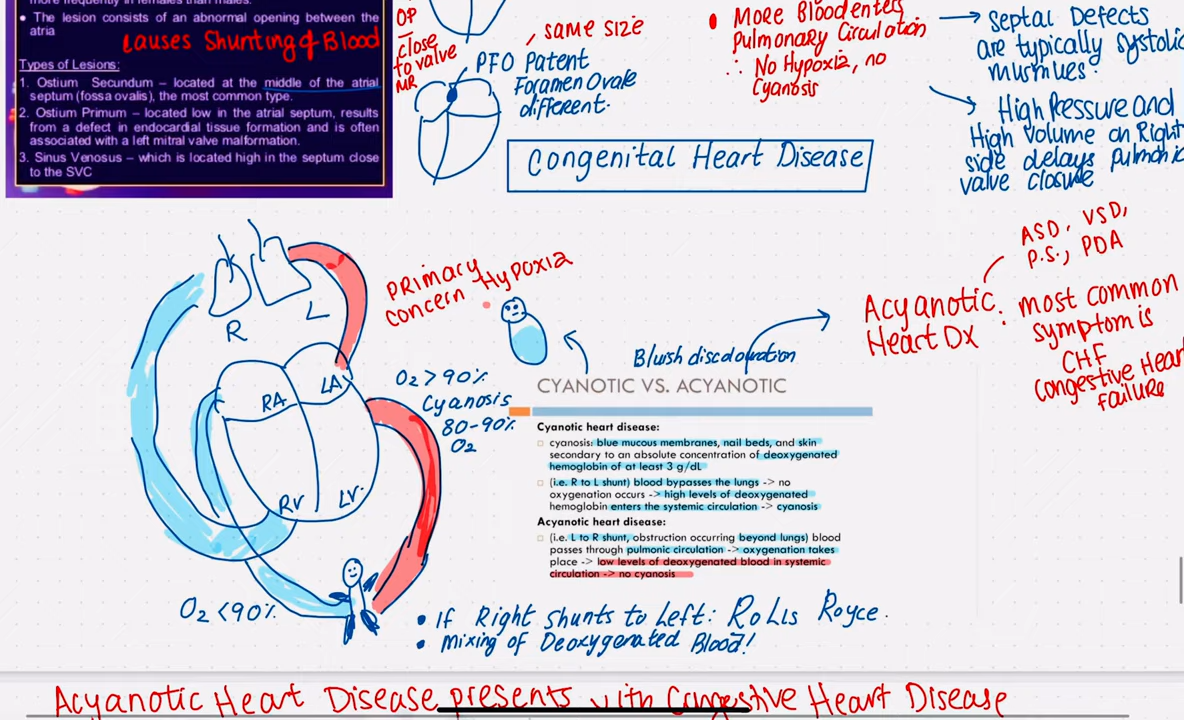 more frequently in females than males.
• The lesion consists of an abnormal opening between the
atria
Causes Shunting of Blood
Types of Lesions:
1. Ostium Secundum – located at the middle of the atrial
septum (fossa ovalis), the most common type.
2. Ostium Primum – located low in the atrial septum, results
from a defect in endocardial tissue formation and is often
associated with a left mitral valve malformation.
3. Sinus Venosus – which is located high in the septum close
to the SVC
OP
close
to valve
MR
same size
PFO Patent
Foramen Ovale
different.
• More Blood enters
Pulmonary Circulation
∴ No Hypoxia, no
Cyanosis
Septal Defects
are typically systolic
High Pressure and
High Volume on Right
side delays pulmonic
valve closure
Congenital Heart Disease
R
L
RA
LA
RV
LV
O2 <90%
Primary Hypoxia
concern
O2 > 90%
Cyanosis
80-90%
O2
Bluish discolouration
Acyanotic
Heart Dx
ASD, VSD,
P.S., PDA
: most common
symptom is
CHF
Congestive Heart
failure
CYANOTIC VS. ACYANOTIC
Cyanotic heart disease:
cyanosis: blue mucous membranes, nail beds, and skin
secondary to an absolute concentration of deoxygenated
hemoglobin of at least 3 g/dL
(i.e. R to L shunt) blood bypasses the lungs -> no
oxygenation occurs -> high levels of deoxygenated
hemoglobin enters the systemic circulation -> cyanosis
Acyanotic heart disease:
(i.e. L to R shunt, obstruction occurring beyond lungs) blood
passes through pulmonic circulation -> oxygenation takes
place -> low levels of deoxygenated blood in systemic
circulation -> no cyanosis
• If Right shunts to Left: RoLls Royce.
• Mixing of Deoxygenated Blood!
Acyanotic Heart Disease presents with Congestive Heart Disease